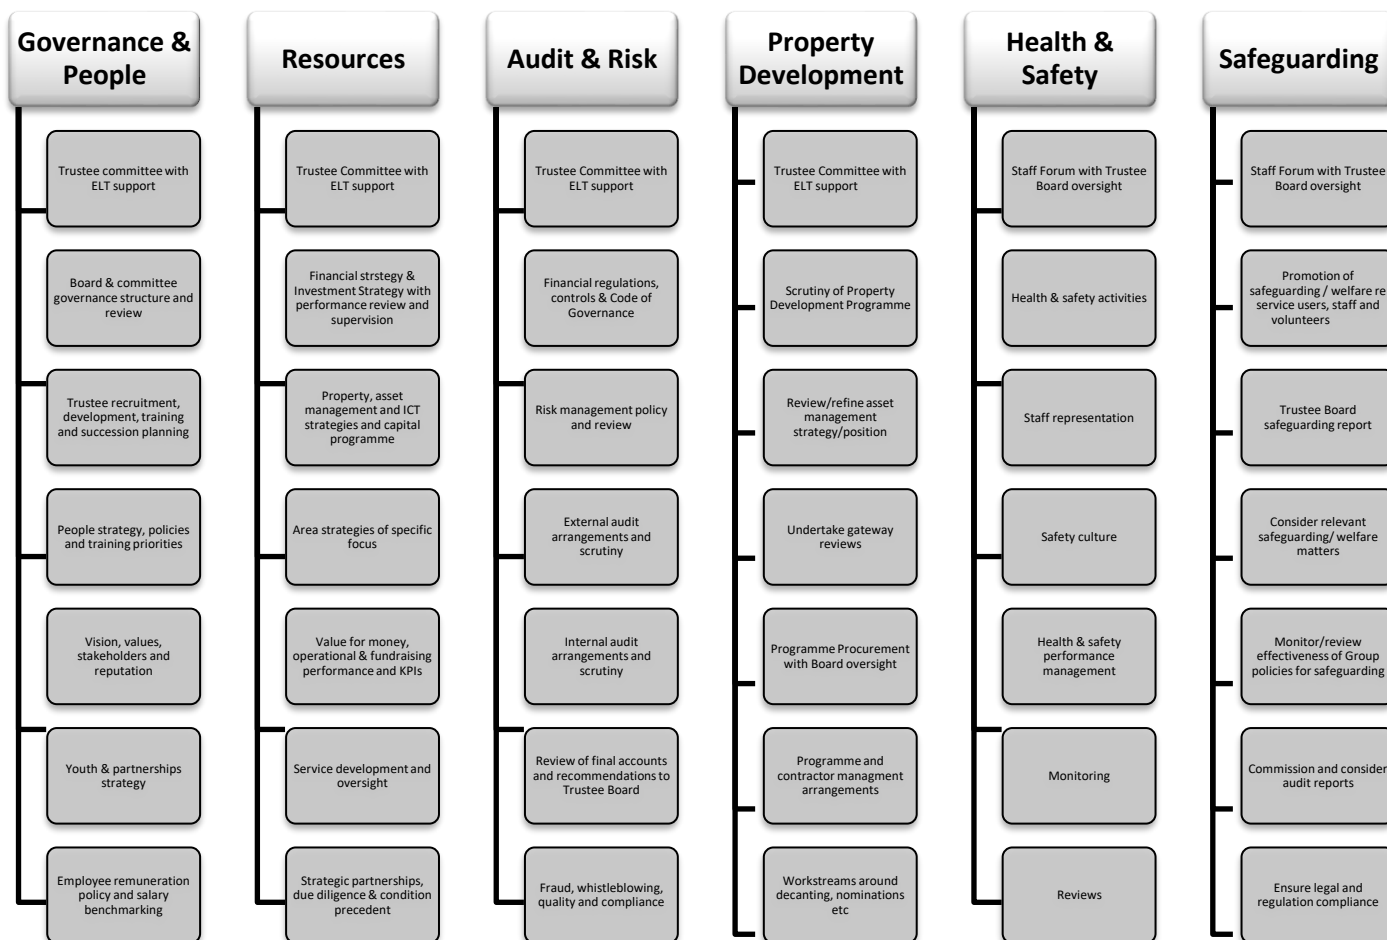 Governance &
People
Trustee committee with
ELT support
Board & committee
governance structure and
review
Trustee recruitment,
development, training
and succession planning
People strategy, policies
and training priorities
Vision, values,
stakeholders and
reputation
Youth & partnerships
strategy
Employee remuneration
policy and salary
benchmarking
Resources
Trustee Committee with
ELT support
Financial strstegy &
Investment Strategy with
performance review and
supervision
Property, asset
management and ICT
strategies and capital
programme
Area strategies of specific
focus
Value for money,
operational & fundraising
performance and KPIs
Service development and
oversight
Strategic partnerships,
due diligence & condition
precedent
Audit & Risk
Trustee Committee with
ELT support
Financial regulations,
controls & Code of
Governance
Risk management policy
and review
External audit
arrangements and
scrutiny
Internal audit
arrangements and
scrutiny
Review of final accounts
and recommendations to
Trustee Board
Fraud, whistleblowing,
quality and compliance
Property
Development
Trustee Committee with
ELT support
Scrutiny of Property
Development Programme
Review/refine asset
management
strategy/position
Undertake gateway
reviews
Programme Procurement
with Board oversight
Programme and
contractor managment
arrangements
Workstreams around
decanting, nominations
etc
Health &
Safety
Staff Forum with Trustee
Board oversight
Health & safety activities
Staff representation
Safety culture
Health & safety
performance
management
Monitoring
Reviews
Safeguarding
Staff Forum with Trustee
Board oversight
Promotion of
safeguarding / welfare re
service users, staff and
volunteers
Trustee Board
safeguarding report
Consider relevant
safeguarding/ welfare
matters
Monitor/review
effectiveness of Group
policies for safeguarding
Commission and consider
audit reports
Ensure legal and
regulation compliance